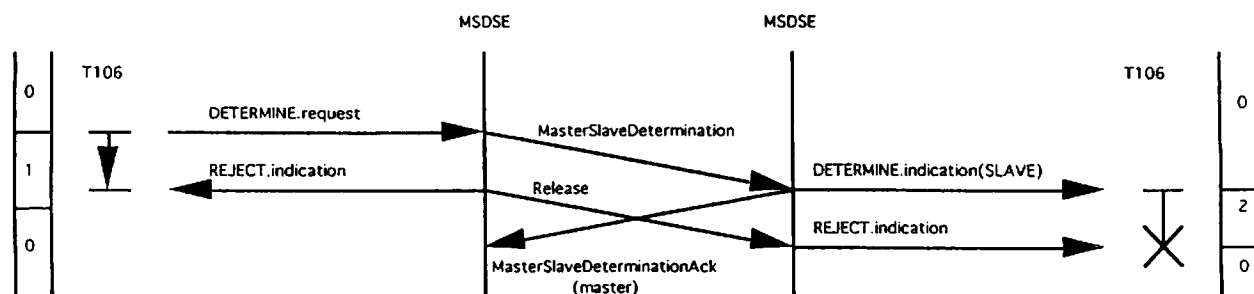 MSDSE MSDSE
T106 T106
0 0
DETERMINE.request
MasterSlaveDetermination
1 REJECT.indication Release DETERMINE.indication(SLAVE)
2
0 REJECT.indication
MasterSlaveDeterminationAck
(master)
0